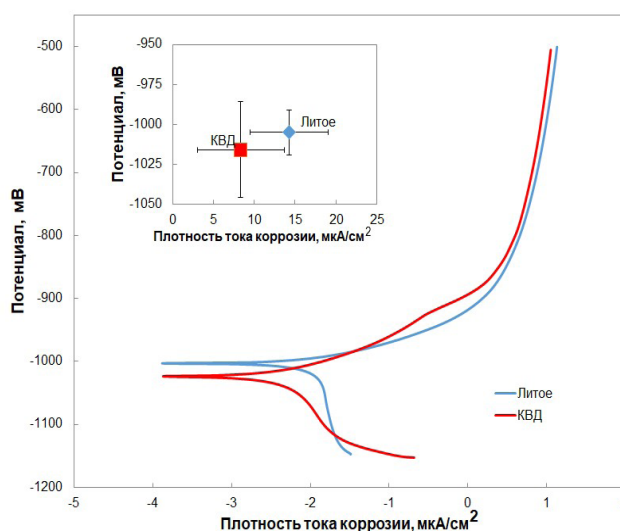 -500
-600
-700
-800
-900
-1000
-1100
-1200
Потенциал, мВ
-950
-975
-1000
-1025
-1050
Потенциал, мВ
КВД
Литое
0 5 10 15 20 25
Плотность тока коррозии, мкА/см²
Литое
КВД
-5 -4 -3 -2 -1 0 1
Плотность тока коррозии, мкА/см²